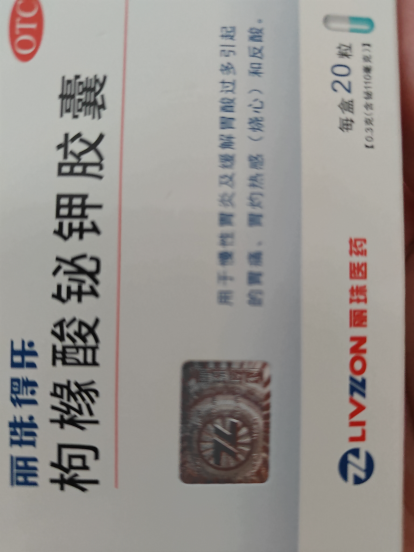 OTC
丽珠得乐
枸橼酸铋钾胶囊
用于慢性胃炎及缓解胃酸过多引起
的胃痛、胃灼热感(烧心)和反酸。
每盒20粒
【0.3克(含铋110毫克)】
LIVZON 丽珠医药